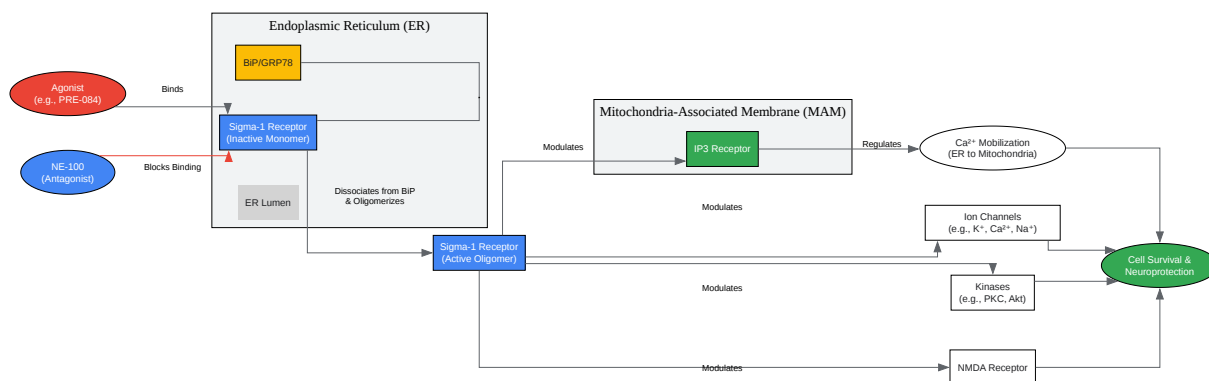 Endoplasmic Reticulum (ER)
BiP/GRP78
Agonist
(e.g., PRE-084)
Binds
Sigma-1 Receptor
(Inactive Monomer)
NE-100
(Antagonist)
Blocks Binding
ER Lumen
Dissociates from BiP
& Oligomerizes
Sigma-1 Receptor
(Active Oligomer)
Modulates
Mitochondria-Associated Membrane (MAM)
IP3 Receptor
Regulates
Ca²⁺ Mobilization
(ER to Mitochondria)
Modulates
Ion Channels
(e.g., K⁺, Ca²⁺, Na⁺)
Cell Survival &
Neuroprotection
Modulates
Kinases
(e.g., PKC, Akt)
Modulates
NMDA Receptor